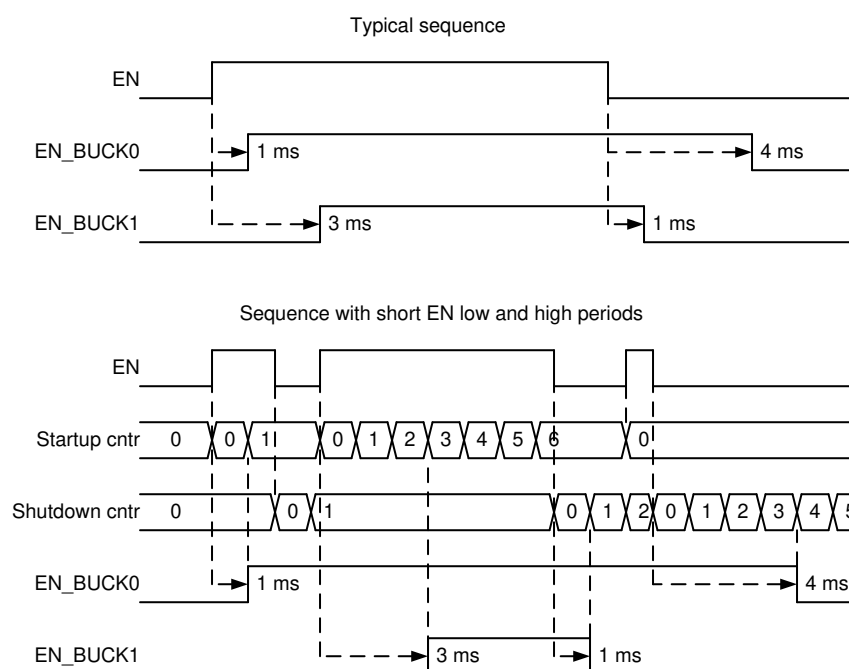 Typical sequence
EN
EN_BUCK0 1 ms 4 ms
EN_BUCK1 3 ms 1 ms
Sequence with short EN low and high periods
EN
Startup cntr 0 0 1 0 1 2 3 4 5 6 0
Shutdown cntr 0 0 1 0 1 2 0 1 2 3 4 5
EN_BUCK0 1 ms 4 ms
EN_BUCK1 3 ms 1 ms